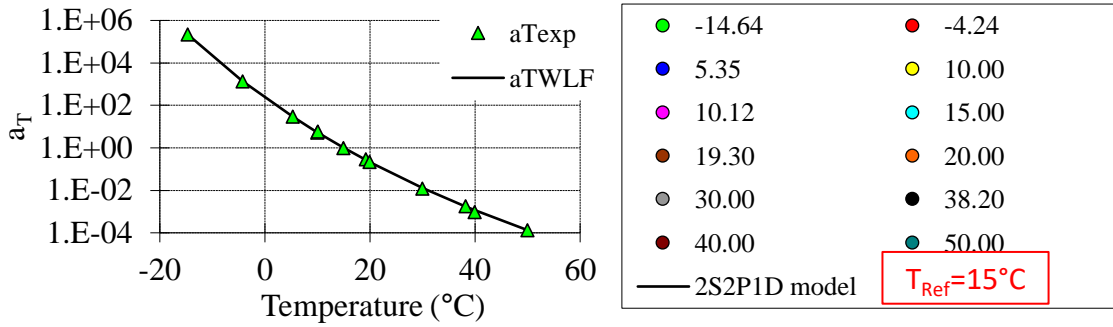 1.E+06
1.E+04
1.E+02
1.E+00
1.E-02
1.E-04
a_T
-20 0 20 40 60
Temperature (°C)
aTexp
aTWLF
-14.64 -4.24
5.35 10.00
10.12 15.00
19.30 20.00
30.00 38.20
40.00 50.00
2S2P1D model
T_Ref=15°C